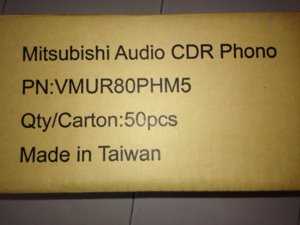 Mitsubishi Audio CDR Phono
PN:VMUR80PHM5
Qty/Carton:50pcs
Made in Taiwan